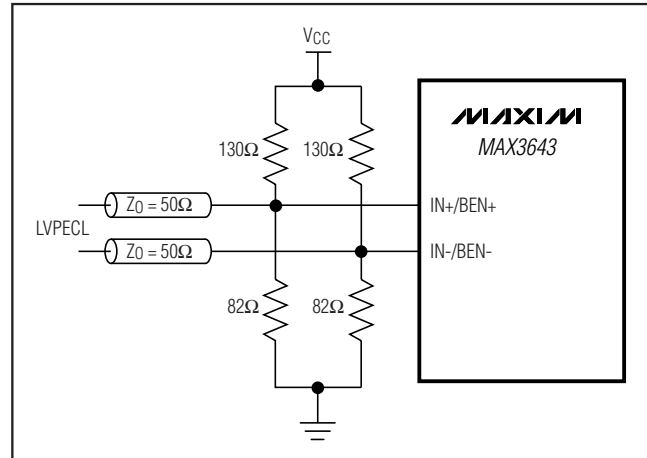 VCC
MAXIM
MAX3643
130Ω 130Ω
Z0 = 50Ω
IN+/BEN+
LVPECL
Z0 = 50Ω
IN-/BEN-
82Ω 82Ω